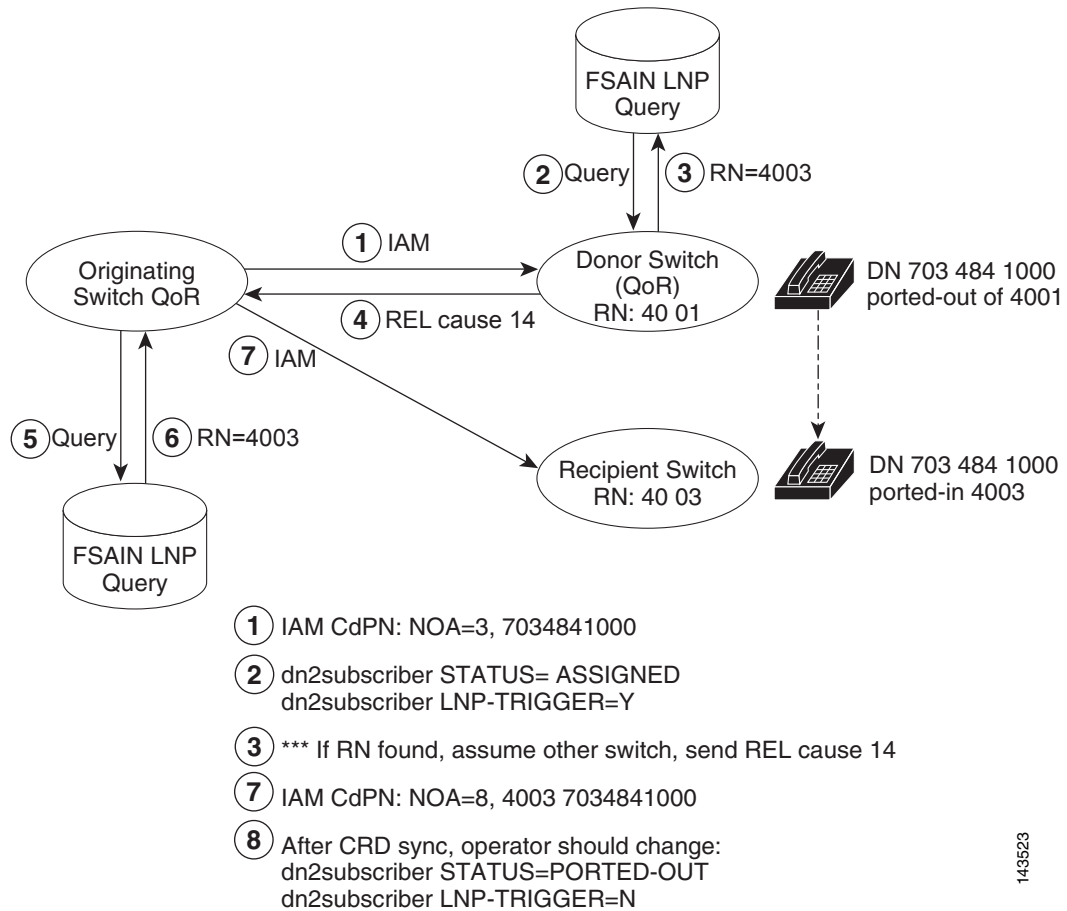 FSAIN LNP
Query
2 Query
3 RN=4003
1 IAM
Originating
Switch QoR
Donor Switch
(QoR)
RN: 40 01
DN 703 484 1000
ported-out of 4001
4 REL cause 14
7 IAM
5 Query
6 RN=4003
Recipient Switch
RN: 40 03
DN 703 484 1000
ported-in 4003
FSAIN LNP
Query
1 IAM CdPN: NOA=3, 7034841000
2 dn2subscriber STATUS= ASSIGNED
dn2subscriber LNP-TRIGGER=Y
3 *** If RN found, assume other switch, send REL cause 14
7 IAM CdPN: NOA=8, 4003 7034841000
8 After CRD sync, operator should change:
dn2subscriber STATUS=PORTED-OUT
dn2subscriber LNP-TRIGGER=N
143523